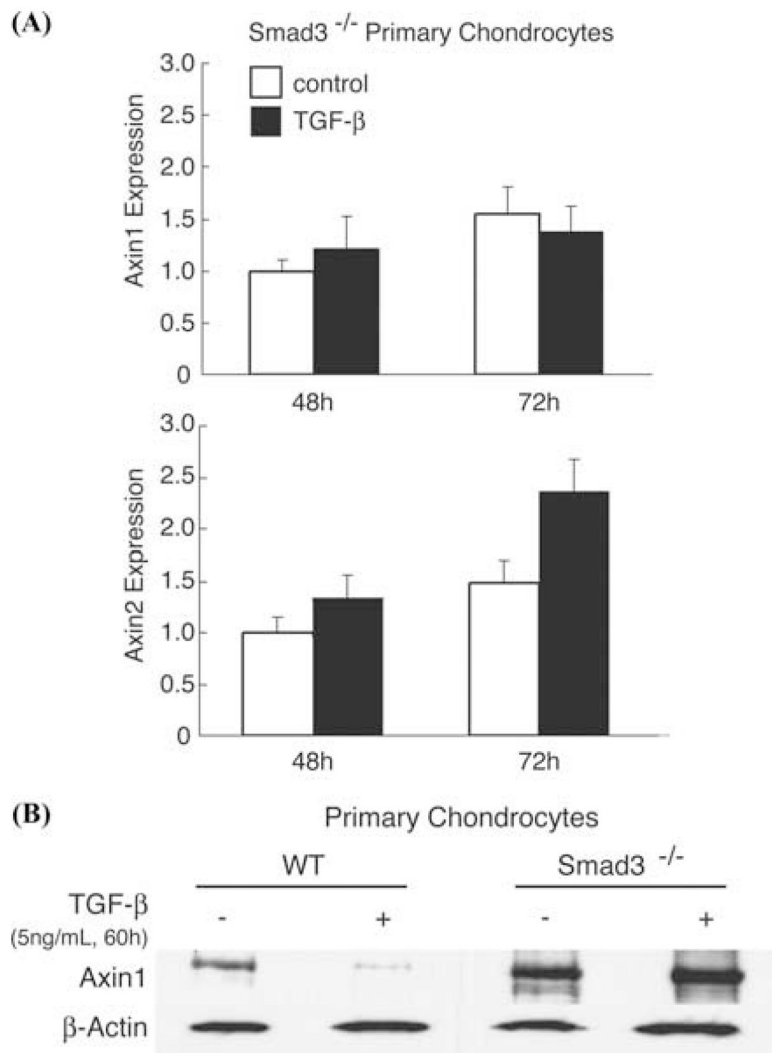 (A)
Smad3 -/- Primary Chondrocytes
control
TGF-β
Axin1 Expression
3.0
2.5
2.0
1.5
1.0
0.5
0
48h 72h
Axin2 Expression
3.0
2.5
2.0
1.5
1.0
0.5
0
48h 72h
(B)
Primary Chondrocytes
WT Smad3 -/-
TGF-β - + - +
(5ng/mL, 60h)
Axin1
β-Actin